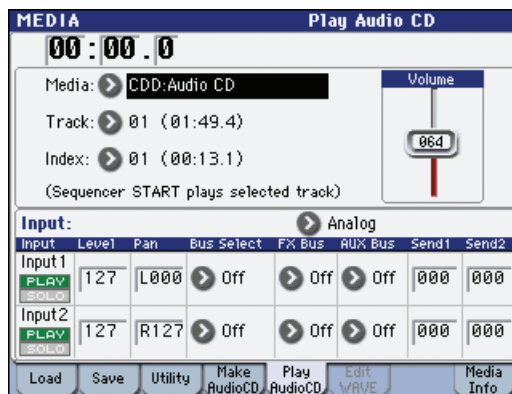 MEDIA Play Audio CD
00:00.0
Media: CDD:Audio CD
Volume
Track: 01 (01:49.4)
064
Index: 01 (00:13.1)
(Sequencer START plays selected track)
Input: Analog
Input Level Pan Bus Select FX Bus AUX Bus Send1 Send2
Input1
PLAY 127 L000 Off Off Off 000 000
SOLO
Input2
PLAY 127 R127 Off Off Off 000 000
SOLO
Load Save Utility Make AudioCD Play AudioCD Edit WAVE Media Info